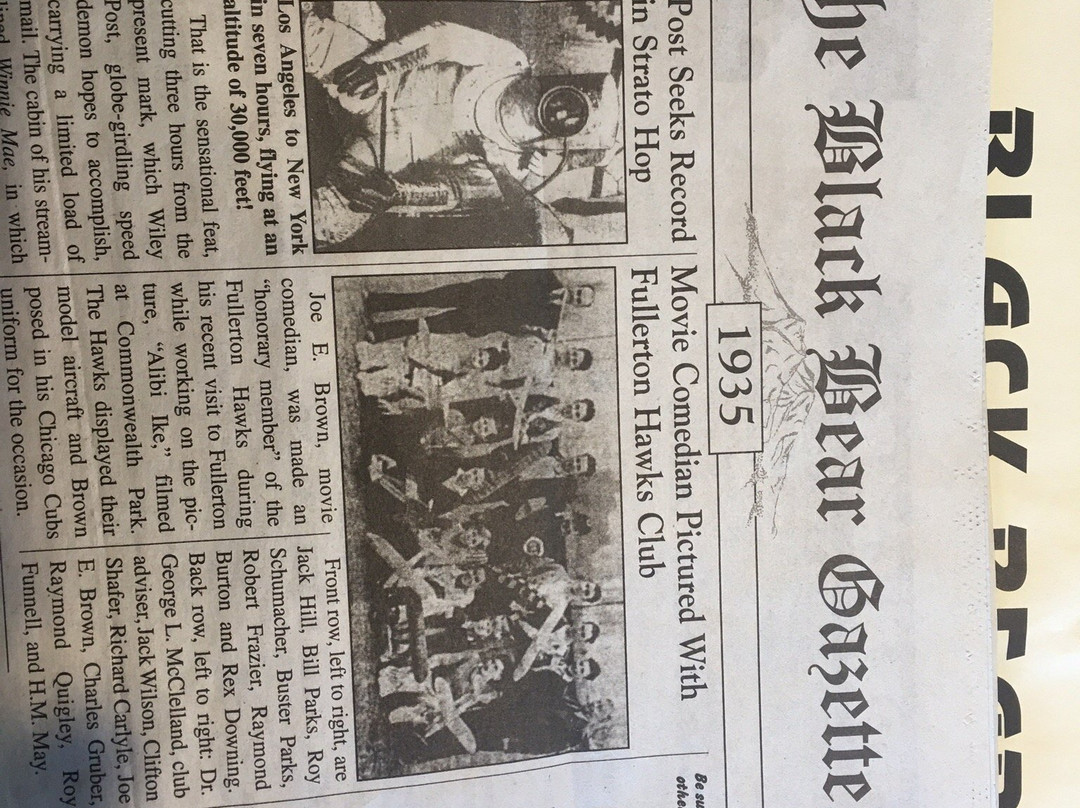 he Black Bear Gazette
1935
Post Seeks Record
in Strato Hop
Los Angeles to New York
in seven hours, flying at an
altitude of 30,000 feet!
That is the sensational feat,
cutting three hours from the
present mark, which Wiley
Post, globe-girdling speed
demon hopes to accomplish,
carrying a limited load of
mail. The cabin of his stream-
lined Winnie Mae, in which
Movie Comedian Pictured With
Fullerton Hawks Club
Joe E. Brown, movie
comedian, was made an
“honorary member” of the
Fullerton Hawks during
his recent visit to Fullerton
while working on the pic-
ture, “Alibi Ike,” filmed
at Commonwealth Park.
The Hawks displayed their
model aircraft and Brown
posed in his Chicago Cubs
uniform for the occasion.
Front row, left to right, are
Jack Hill, Bill Parks, Roy
Schumacher, Buster Parks,
Robert Frazier, Raymond
Burton and Rex Downing.
Back row, left to right: Dr.
George L. McClelland, club
adviser, Jack Wilson, Clifton
Shafer, Richard Carlyle, Joe
E. Brown, Charles Gruber,
Raymond Quigley, Roy
Funnell, and H.M. May.
Be su
othe
BLACK BEAR